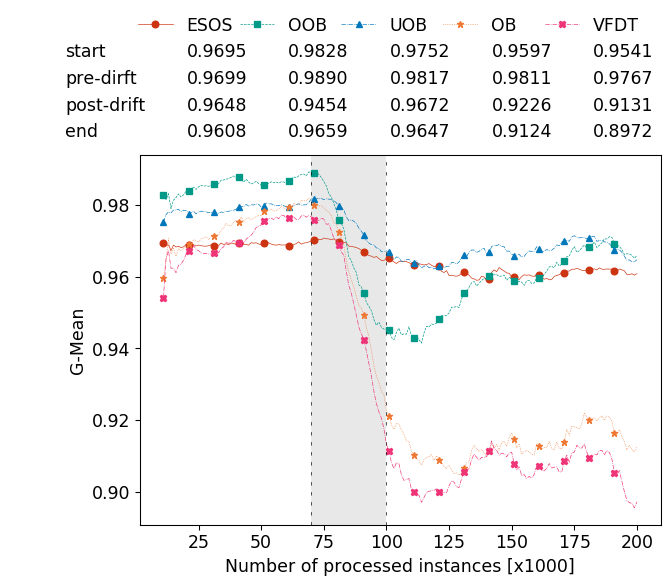 ESOS OOB UOB OB VFDT
start 0.9695 0.9828 0.9752 0.9597 0.9541
pre-dirft 0.9699 0.9890 0.9817 0.9811 0.9767
post-drift 0.9648 0.9454 0.9672 0.9226 0.9131
end 0.9608 0.9659 0.9647 0.9124 0.8972
0.98
0.96
0.94
0.92
0.90
G-Mean
25 50 75 100 125 150 175 200
Number of processed instances [x1000]